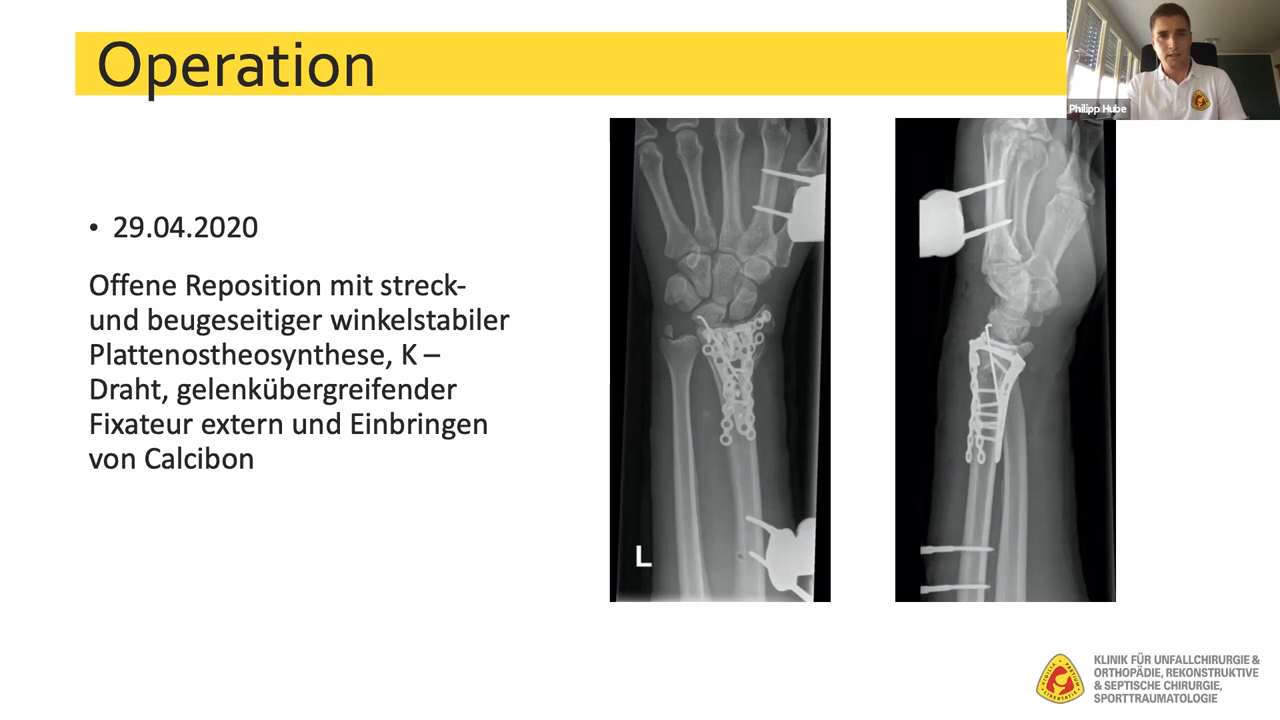 Operation
Philipp Hube
• 29.04.2020
Offene Reposition mit streck-
und beugeseitiger winkelstabiler
Plattenostheosynthese, K –
Draht, gelenkübergreifender
Fixateur extern und Einbringen
von Calcibon
L
KLINIK FÜR UNFALLCHIRURGIE &
ORTHOPÄDIE, REKONSTRUKTIVE
& SEPTISCHE CHIRURGIE,
SPORTTRAUMATOLOGIE